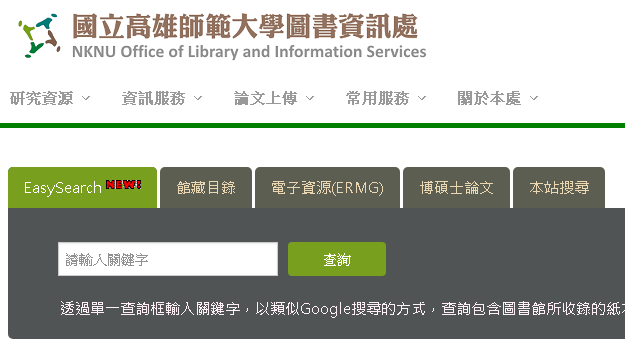 國立高雄師範大學圖書資訊處
NKNU Office of Library and Information Services
研究資源 資訊服務 論文上傳 常用服務 關於本處
EasySearch NEW! 館藏目錄 電子資源(ERMG) 博碩士論文 本站搜尋
請輸入關鍵字 查詢
透過單一查詢框輸入關鍵字，以類似Google搜尋的方式，查詢包含圖書館所收錄的紙